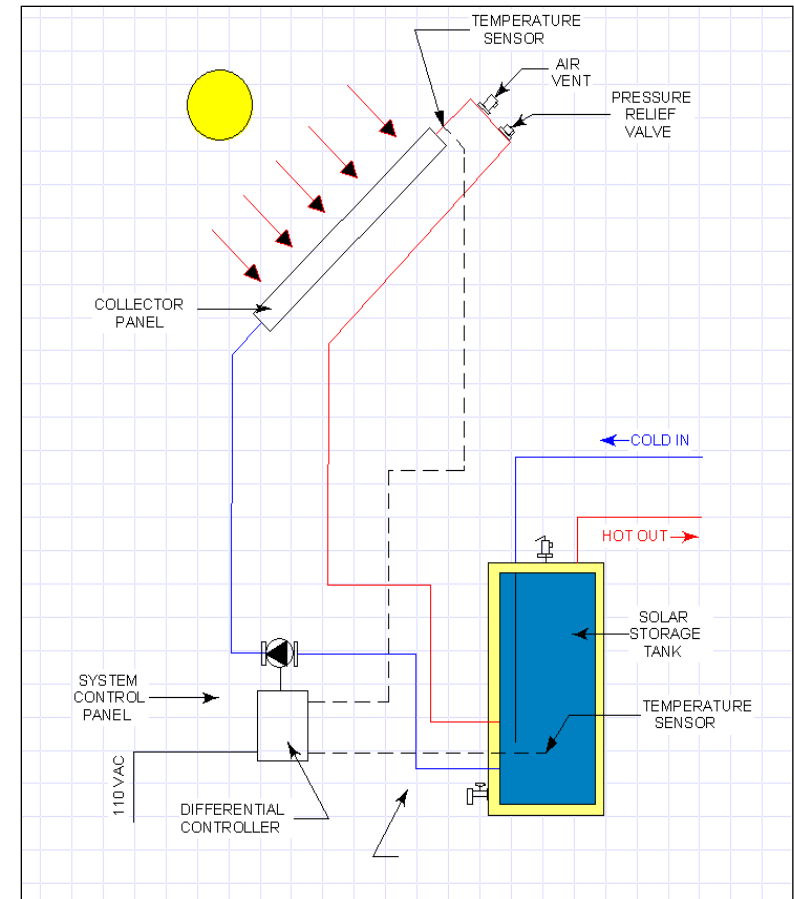 TEMPERATURE
SENSOR
AIR
VENT
PRESSURE
RELIEF
VALVE
COLLECTOR
PANEL
COLD IN
HOT OUT
SOLAR
STORAGE
TANK
SYSTEM
CONTROL
PANEL
TEMPERATURE
SENSOR
110 VAC
DIFFERENTIAL
CONTROLLER